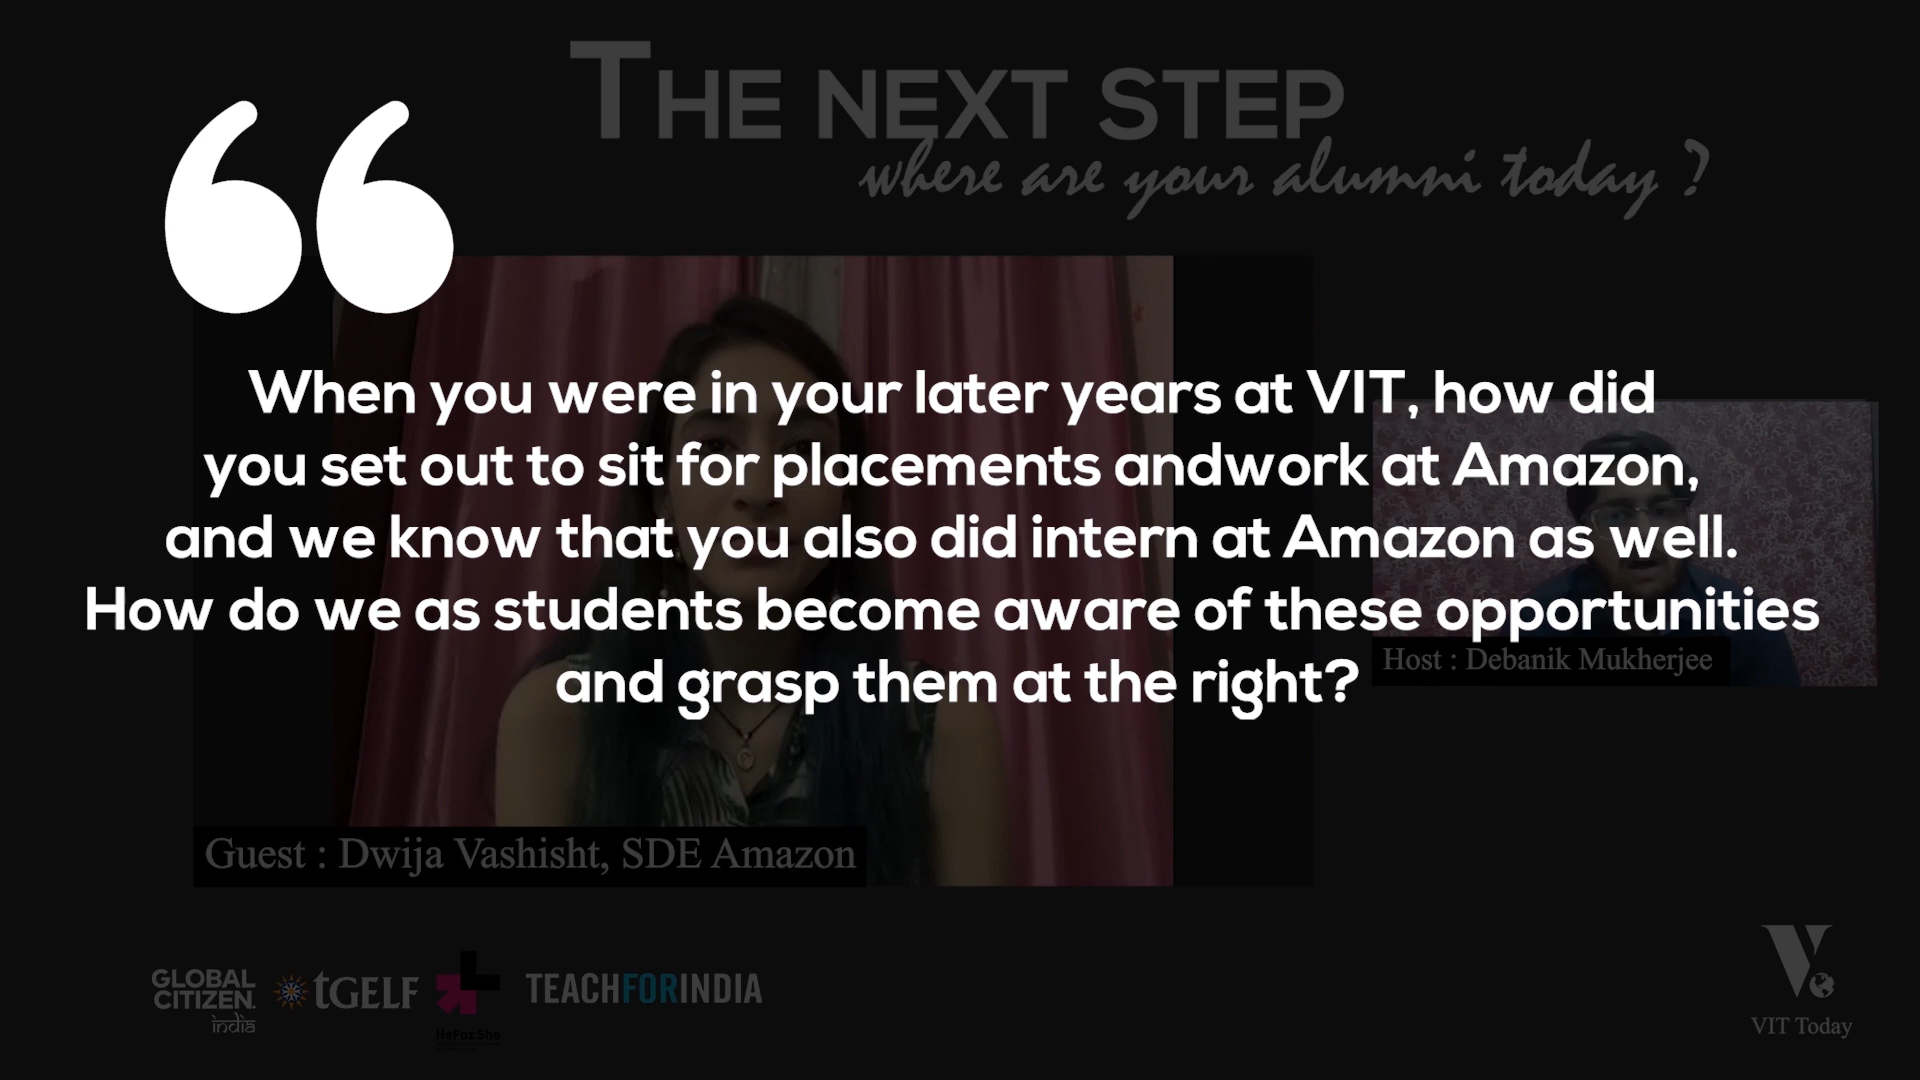 THE NEXT STEP
where are your alumni today ?
When you were in your later years at VIT, how did
you set out to sit for placements andwork at Amazon,
and we know that you also did intern at Amazon as well.
How do we as students become aware of these opportunities
and grasp them at the right?
Host : Debanik Mukherjee
Guest : Dwija Vashisht, SDE Amazon
GLOBAL
CITIZEN.
india
tGELF
HeForShe
TEACHFORINDIA
VIT Today